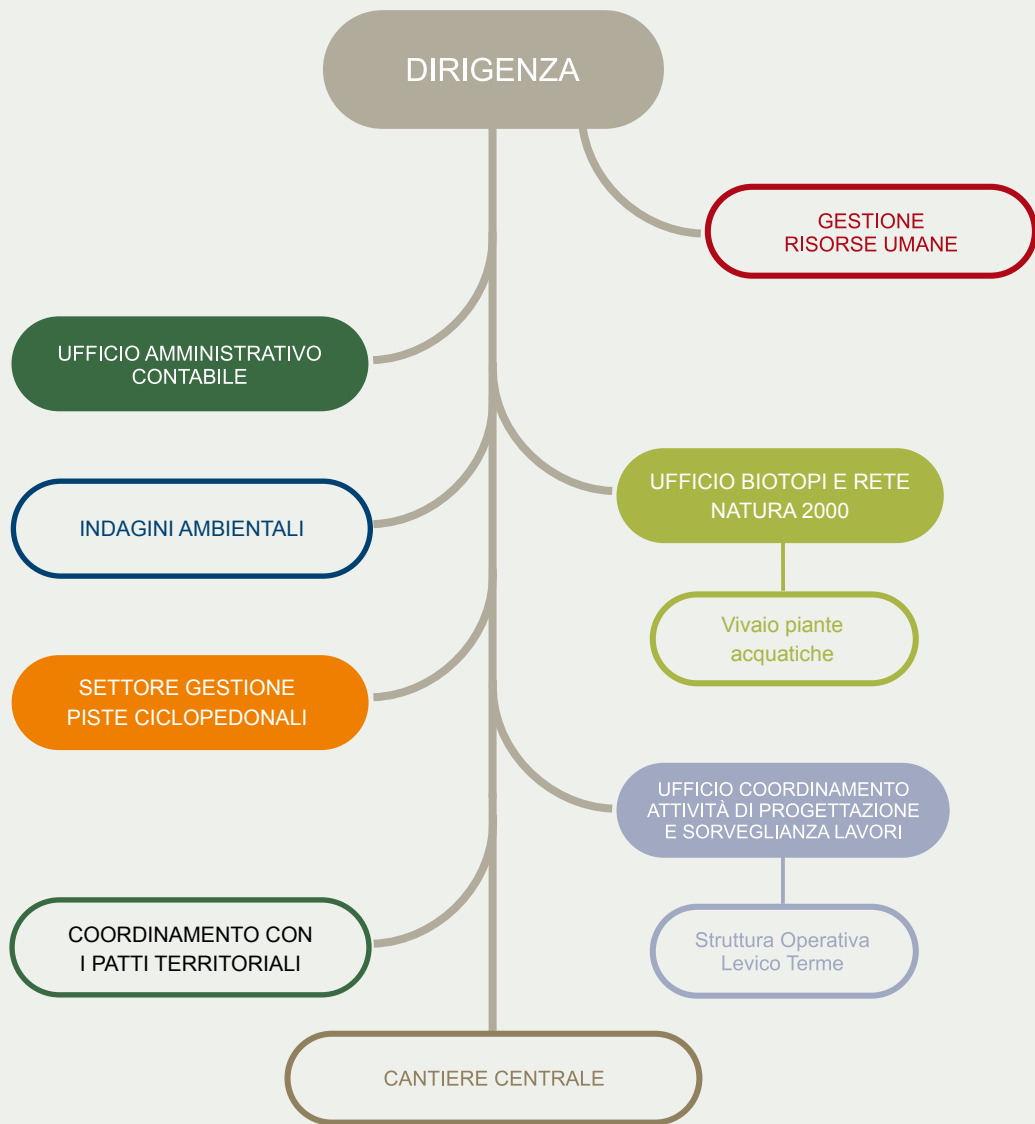 DIRIGENZA
GESTIONE
RISORSE UMANE
UFFICIO AMMINISTRATIVO
CONTABILE
UFFICIO BIOTOPI E RETE
NATURA 2000
INDAGINI AMBIENTALI
Vivaio piante
acquatiche
SETTORE GESTIONE
PISTE CICLOPEDONALI
UFFICIO COORDINAMENTO
ATTIVITÀ DI PROGETTAZIONE
E SORVEGLIANZA LAVORI
COORDINAMENTO CON
I PATTI TERRITORIALI
Struttura Operativa
Levico Terme
CANTIERE CENTRALE